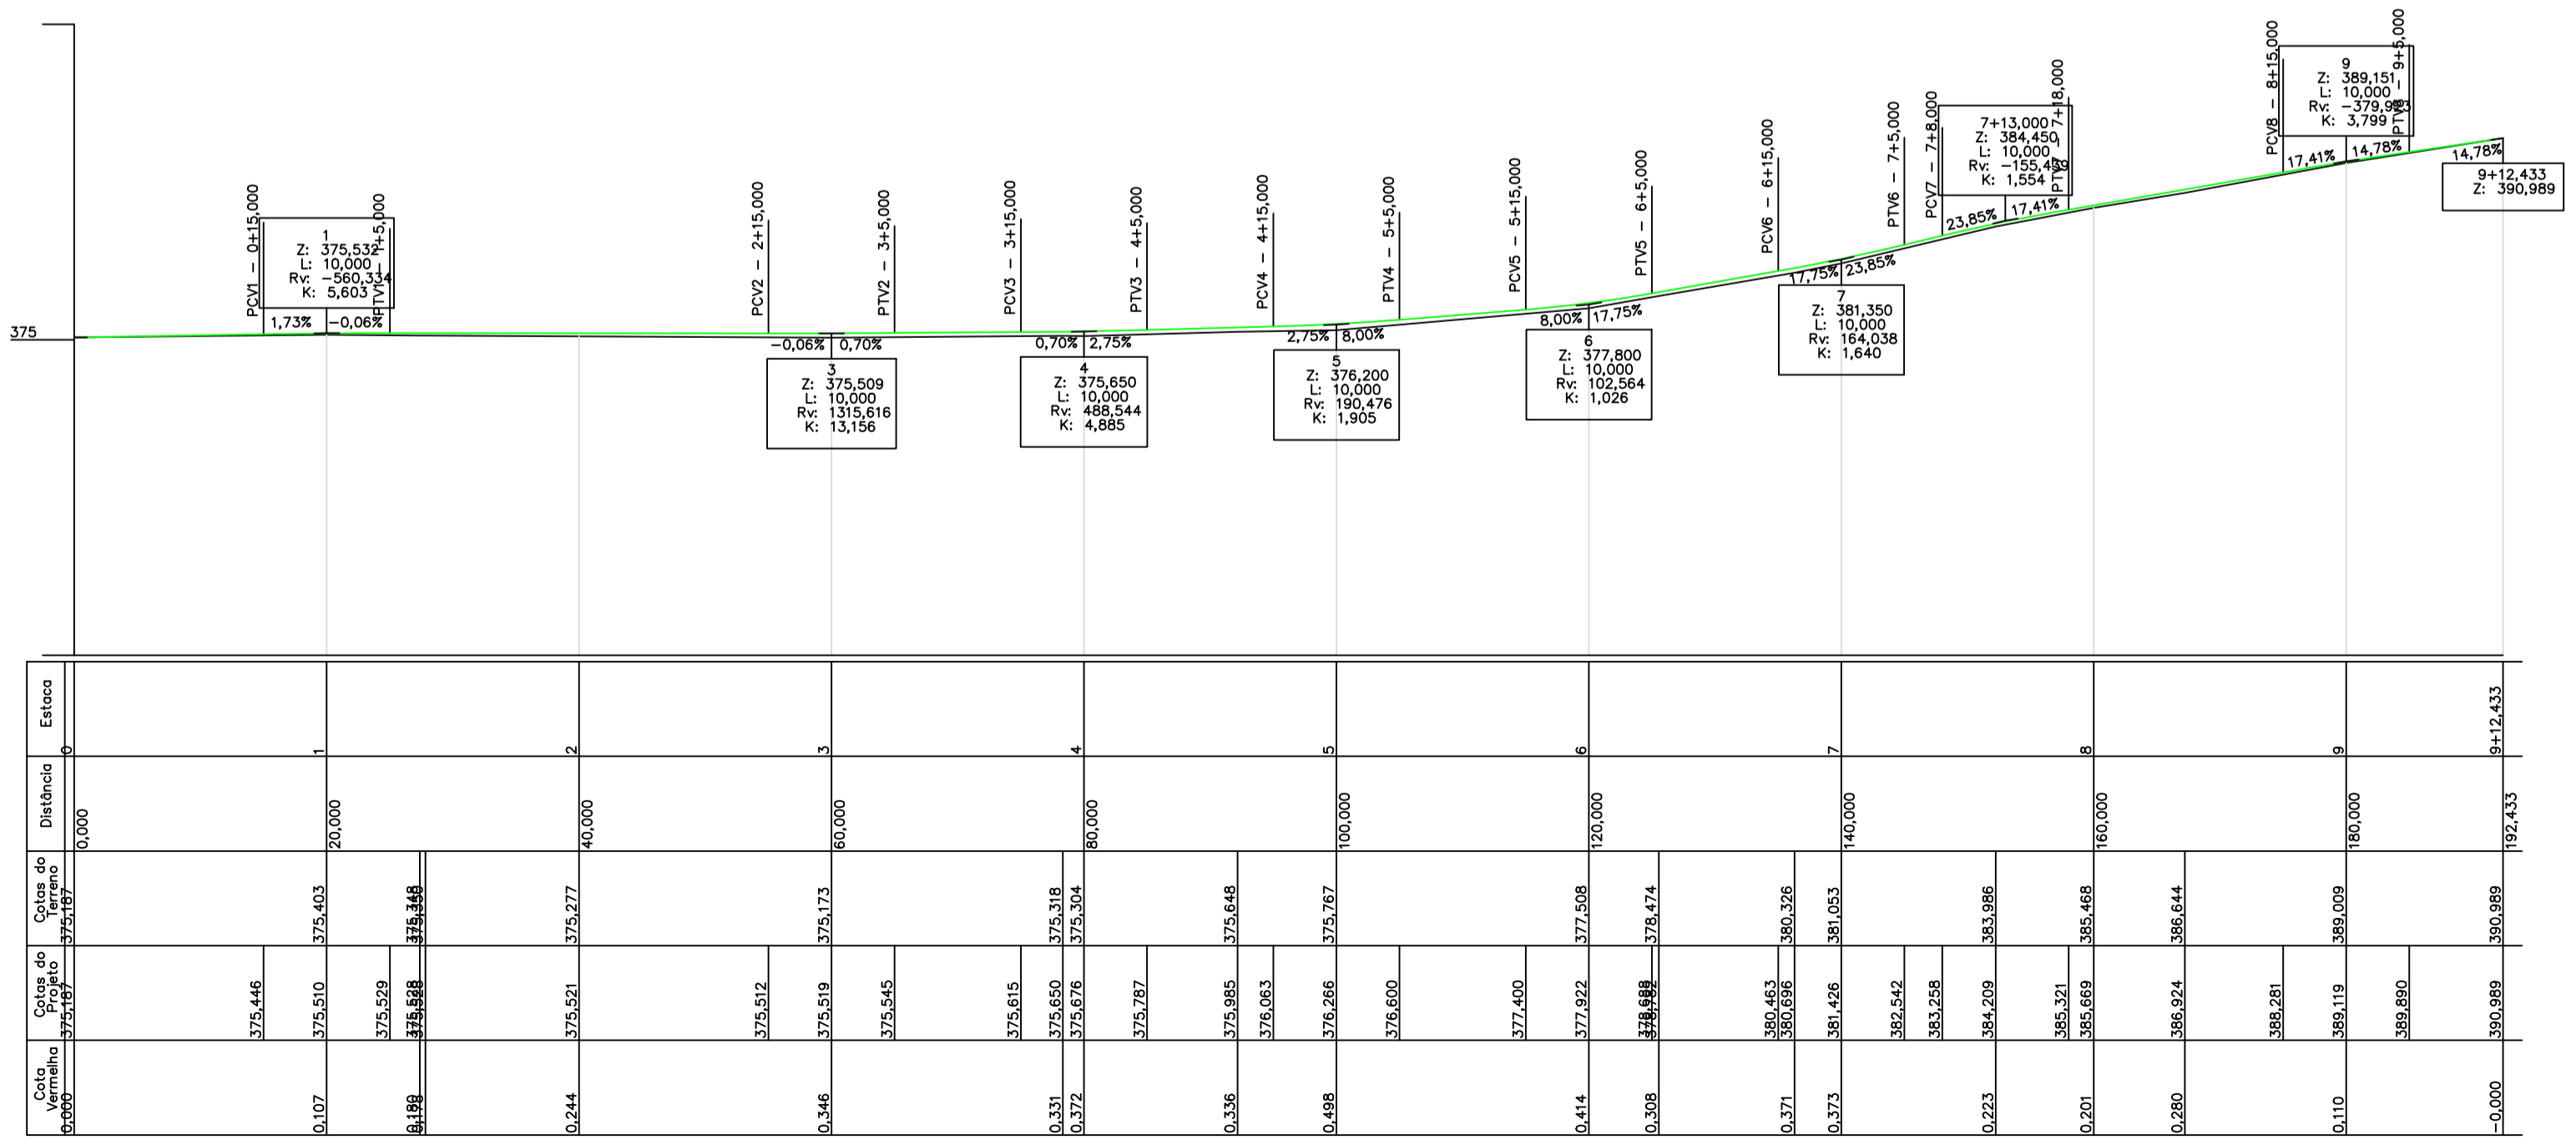 375
PCV1 - 0+15,000
1
Z: 375,532
L: 10,000
Rv: -560,334
K: 5,603
PTV1 - 1+5,000
1,73%
-0,06%
PCV2 - 2+15,000
PTV2 - 3+5,000
-0,06%
0,70%
3
Z: 375,509
L: 10,000
Rv: 1315,616
K: 13,156
PCV3 - 3+15,000
PTV3 - 4+5,000
0,70%
2,75%
4
Z: 375,650
L: 10,000
Rv: 488,544
K: 4,885
PCV4 - 4+15,000
PTV4 - 5+5,000
2,75%
8,00%
5
Z: 376,200
L: 10,000
Rv: 190,476
K: 1,905
PCV5 - 5+15,000
PTV5 - 6+5,000
8,00%
17,75%
6
Z: 377,800
L: 10,000
Rv: 102,564
K: 1,026
PCV6 - 6+15,000
PTV6 - 7+5,000
17,75%
23,85%
7
Z: 381,350
L: 10,000
Rv: 164,038
K: 1,640
PCV7 - 7+8,000
7+13,000
Z: 384,450
L: 10,000
Rv:
K: 1,554
PTV7 - 7+18,000
23,85%
17,41%
PCV8 - 8+15,000
9
Z: 389,151
L: 10,000
Rv:
K: 3,799
PTV8 - 9+5,000
17,41%
14,78%
14,78%
9+12,433
Z: 390,989
Estaca
0
1
2
3
4
5
6
7
8
9
9+12,433
Distância
0,000
20,000
40,000
60,000
80,000
100,000
120,000
140,000
160,000
180,000
192,433
Cotas do
Terreno
375,187
375,403
375,277
375,173
375,318
375,304
375,648
375,767
377,508
378,474
380,326
381,053
383,986
385,468
386,644
389,009
390,989
Cotas do
Projeto
375,187
375,446
375,510
375,529
375,521
375,512
375,519
375,545
375,615
375,650
375,676
375,787
375,985
376,063
376,266
376,600
377,400
377,922
380,463
380,696
381,426
382,542
383,258
384,209
385,321
385,669
386,924
388,281
389,119
389,890
390,989
Cota
Vermelha
0,000
0,107
0,244
0,346
0,331
0,372
0,336
0,498
0,414
0,308
0,371
0,373
0,223
0,201
0,280
0,110
-0,000